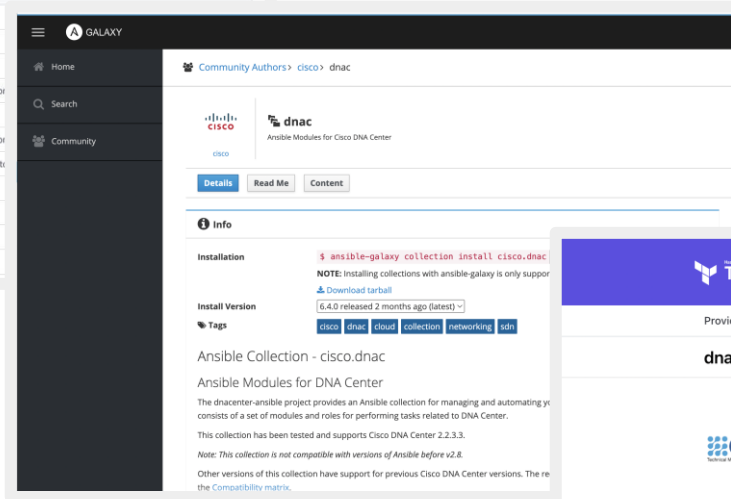 GALAXY
Home
Search
Community
Community Authors› cisco› dnac
CISCO
cisco
dnac
Ansible Modules for Cisco DNA Center
Details
Read Me
Content
Info
Installation
$ ansible-galaxy collection install cisco.dnac
NOTE: Installing collections with ansible-galaxy is only suppor
Download tarball
Install Version
6.4.0 released 2 months ago (latest)
Tags
cisco dnac cloud collection networking sdn
Ansible Collection - cisco.dnac
Ansible Modules for DNA Center
The dnacenter-ansible project provides an Ansible collection for managing and automating yo
consists of a set of modules and roles for performing tasks related to DNA Center.
This collection has been tested and supports Cisco DNA Center 2.2.3.3.
Note: This collection is not compatible with versions of Ansible before v2.8.
Other versions of this collection have support for previous Cisco DNA Center versions. The re
the Compatibility matrix.
T
Provi
dna